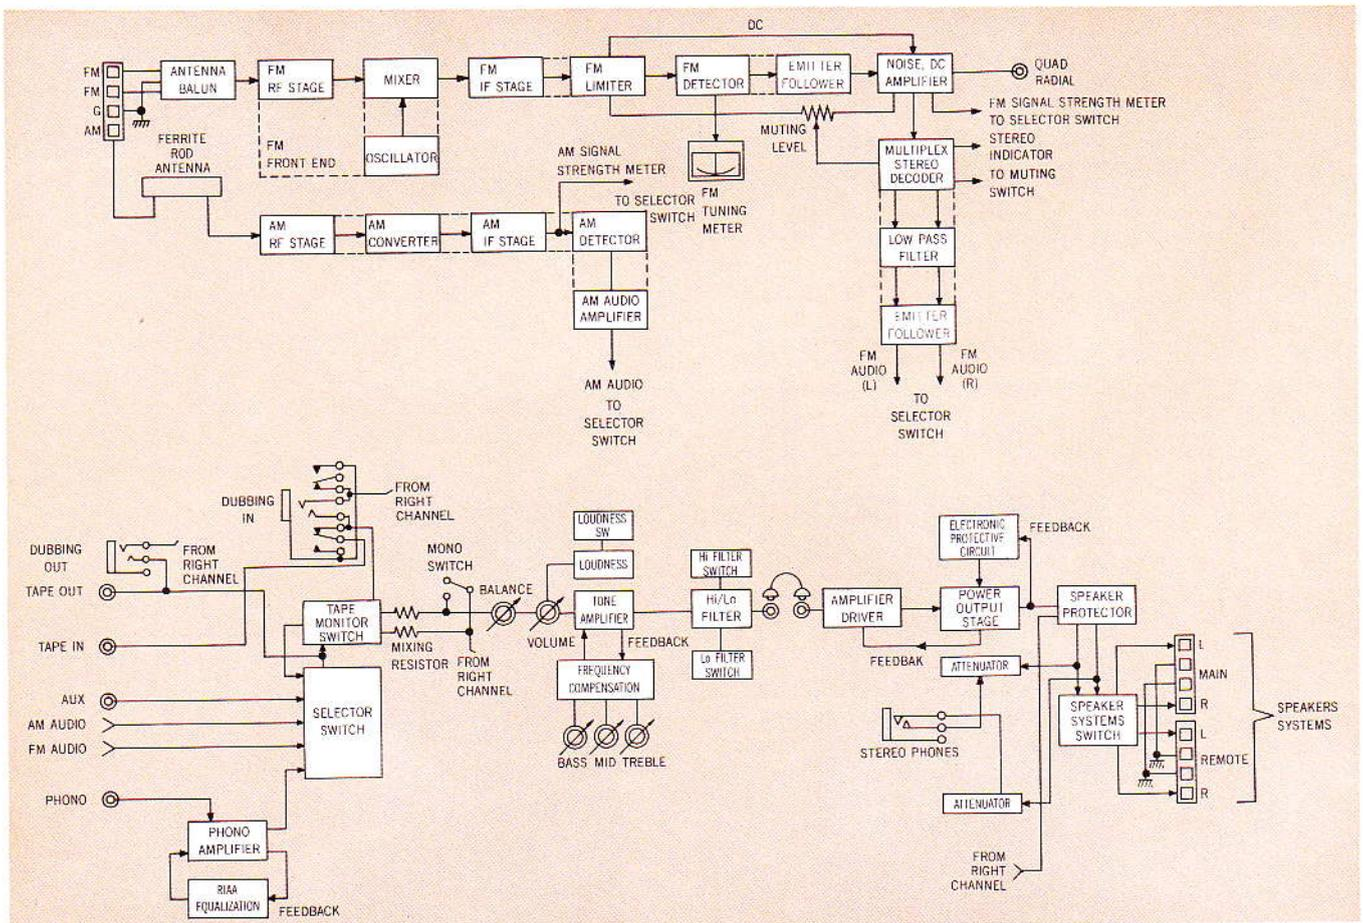 DC
FM
FM
G
AM
ANTENNA
BALUN
FM
RF STAGE
MIXER
FM
IF STAGE
FM
LIMITER
FM
DETECTOR
EMITTER
FOLLOWER
NOISE, DC
AMPLIFIER
QUAD
RADIAL
FERRITE
ROD
ANTENNA
FM
FRONT END
OSCILLATOR
MUTING
LEVEL
FM SIGNAL STRENGTH METER
TO SELECTOR SWITCH
STEREO
INDICATOR
MULTIPLEX
STEREO
DECODER
TO MUTING
SWITCH
AM SIGNAL
STRENGTH METER
TO SELECTOR
SWITCH
FM
TUNING
METER
AM
RF STAGE
AM
CONVERTER
AM
IF STAGE
AM
DETECTOR
LOW PASS
FILTER
AM AUDIO
AMPLIFIER
EMITTER
FOLLOWER
FM
AUDIO
(L)
FM
AUDIO
(R)
AM AUDIO
TO
SELECTOR
SWITCH
TO
SELECTOR
SWITCH
DUBBING
IN
FROM
RIGHT
CHANNEL
DUBBING
OUT
FROM
RIGHT
CHANNEL
TAPE OUT
MONO
SWITCH
BALANCE
LOUDNESS
SW
LOUDNESS
Hi FILTER
SWITCH
ELECTRONIC
PROTECTIVE
CIRCUIT
FEEDBACK
TAPE
MONITOR
SWITCH
TONE
AMPLIFIER
Hi/Lo
FILTER
AMPLIFIER
DRIVER
POWER
OUTPUT
STAGE
SPEAKER
PROTECTOR
TAPE IN
MIXING
RESISTOR
FROM
RIGHT
CHANNEL
VOLUME
FEEDBACK
Lo FILTER
SWITCH
FEEDBAK
ATTENUATOR
FREQUENCY
COMPENSATION
L
MAIN
R
AUX
AM AUDIO
FM AUDIO
SELECTOR
SWITCH
SPEAKER
SYSTEMS
SWITCH
SPEAKERS
SYSTEMS
BASS MID TREBLE
STEREO PHONES
L
REMOTE
R
PHONO
ATTENUATOR
PHONO
AMPLIFIER
FROM
RIGHT
CHANNEL
RIAA
EQUALIZATION
FEEDBACK